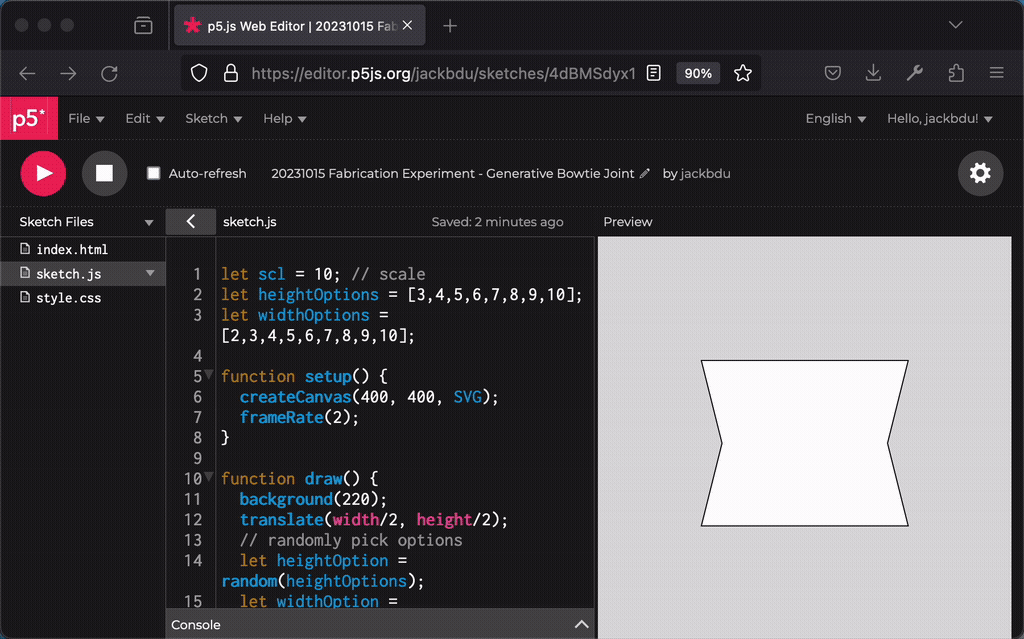 p5.js Web Editor | 20231015 Fab
https://editor.p5js.org/jackbdu/sketches/4dBMSdyx1
90%
p5*
File
Edit
Sketch
Help
English
Hello, jackbdu!
Auto-refresh
20231015 Fabrication Experiment - Generative Bowtie Joint
by jackbdu
Sketch Files
sketch.js
Saved: 2 minutes ago
Preview
index.html
sketch.js
style.css
1 let scl = 10; // scale
2 let heightOptions = [3,4,5,6,7,8,9,10];
3 let widthOptions =
[2,3,4,5,6,7,8,9,10];
4
5 function setup() {
6 createCanvas(400, 400, SVG);
7 frameRate(2);
8 }
9
10 function draw() {
11 background(220);
12 translate(width/2, height/2);
13 // randomly pick options
14 let heightOption =
random(heightOptions);
15 let widthOption =
Console